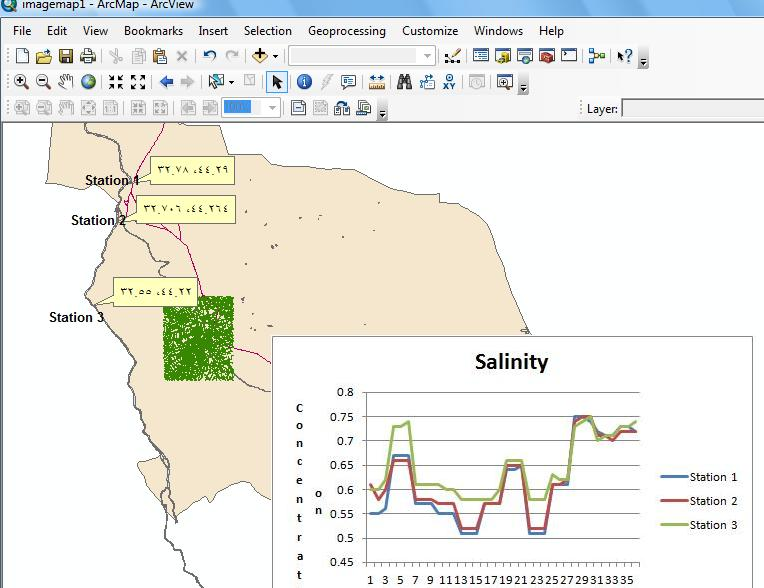 imagemap1 - ArcMap - ArcView
File Edit View Bookmarks Insert Selection Geoprocessing Customize Windows Help
100%
Layer:
Station 1
٣٢.٧٨ ،٤٤.٢٩
Station 2
٣٢.٧٠٦ ،٤٤.٢٦٤
٣٢.٥٥ ،٤٤.٢٢
Station 3
Salinity
Concentrat
on
0.8
0.75
0.7
0.65
0.6
0.55
0.5
0.45
1 3 5 7 9 11 13 15 17 19 21 23 25 27 29 31 33 35
Station 1
Station 2
Station 3